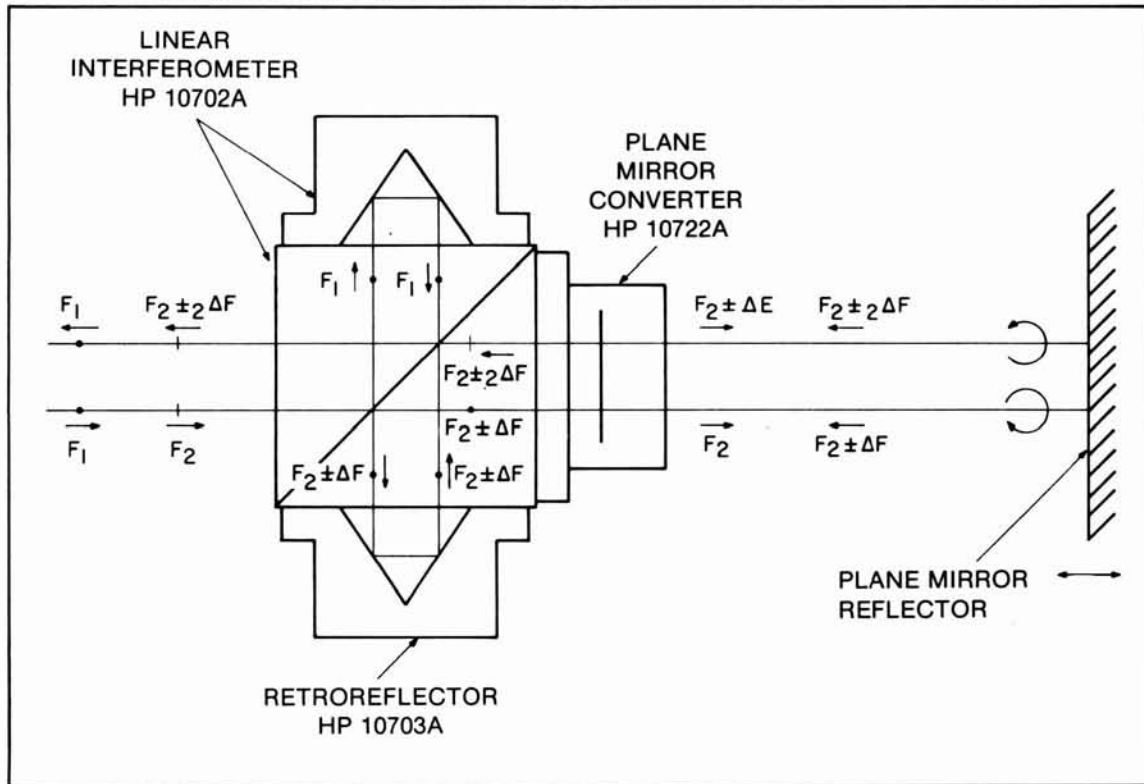 LINEAR
INTERFEROMETER
HP 10702A
PLANE
MIRROR
CONVERTER
HP 10722A
F₁ F₁
F₁ F₂±₂ΔF F₂±ΔE F₂±₂ΔF
F₂±₂ΔF
F₁ F₂ F₂±ΔF F₂ F₂±ΔF
F₂±ΔF F₂±ΔF
PLANE MIRROR
REFLECTOR
RETROREFLECTOR
HP 10703A